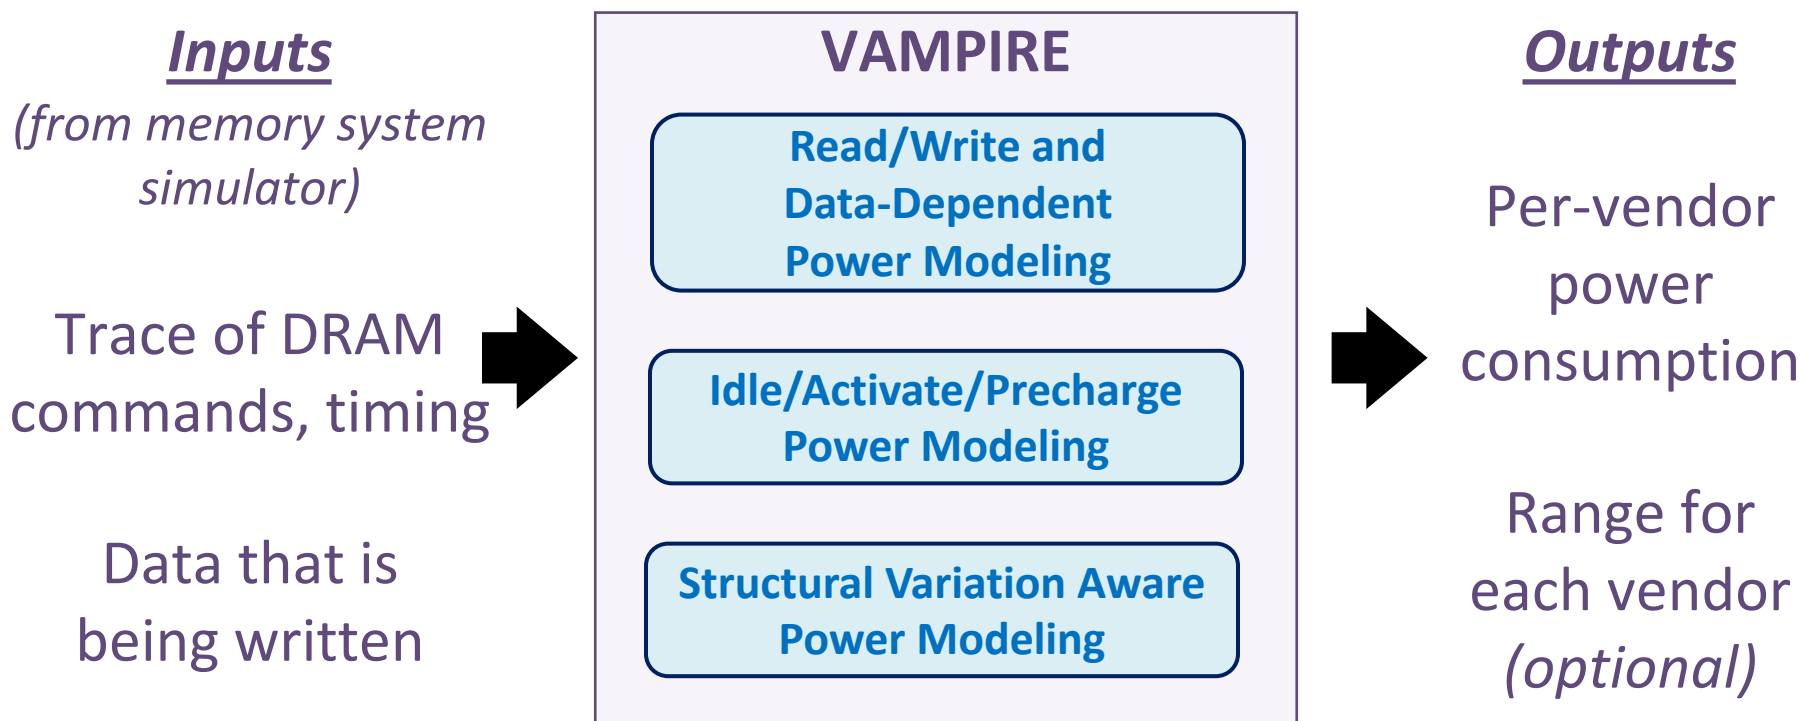 Inputs
(from memory system
simulator)
Trace of DRAM
commands, timing
Data that is
being written
VAMPIRE
Read/Write and
Data-Dependent
Power Modeling
Idle/Activate/Precharge
Power Modeling
Structural Variation Aware
Power Modeling
Outputs
Per-vendor
power
consumption
Range for
each vendor
(optional)